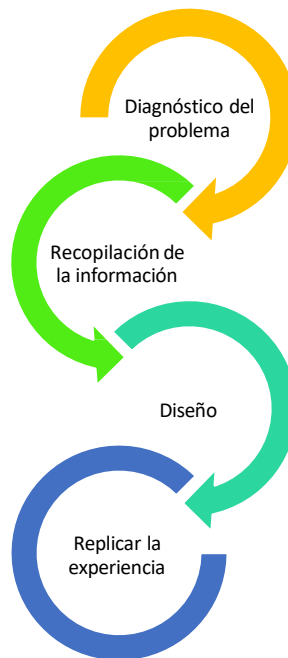 Diagnóstico del
problema
Recopilación de
la información
Diseño
Replicar la
experiencia